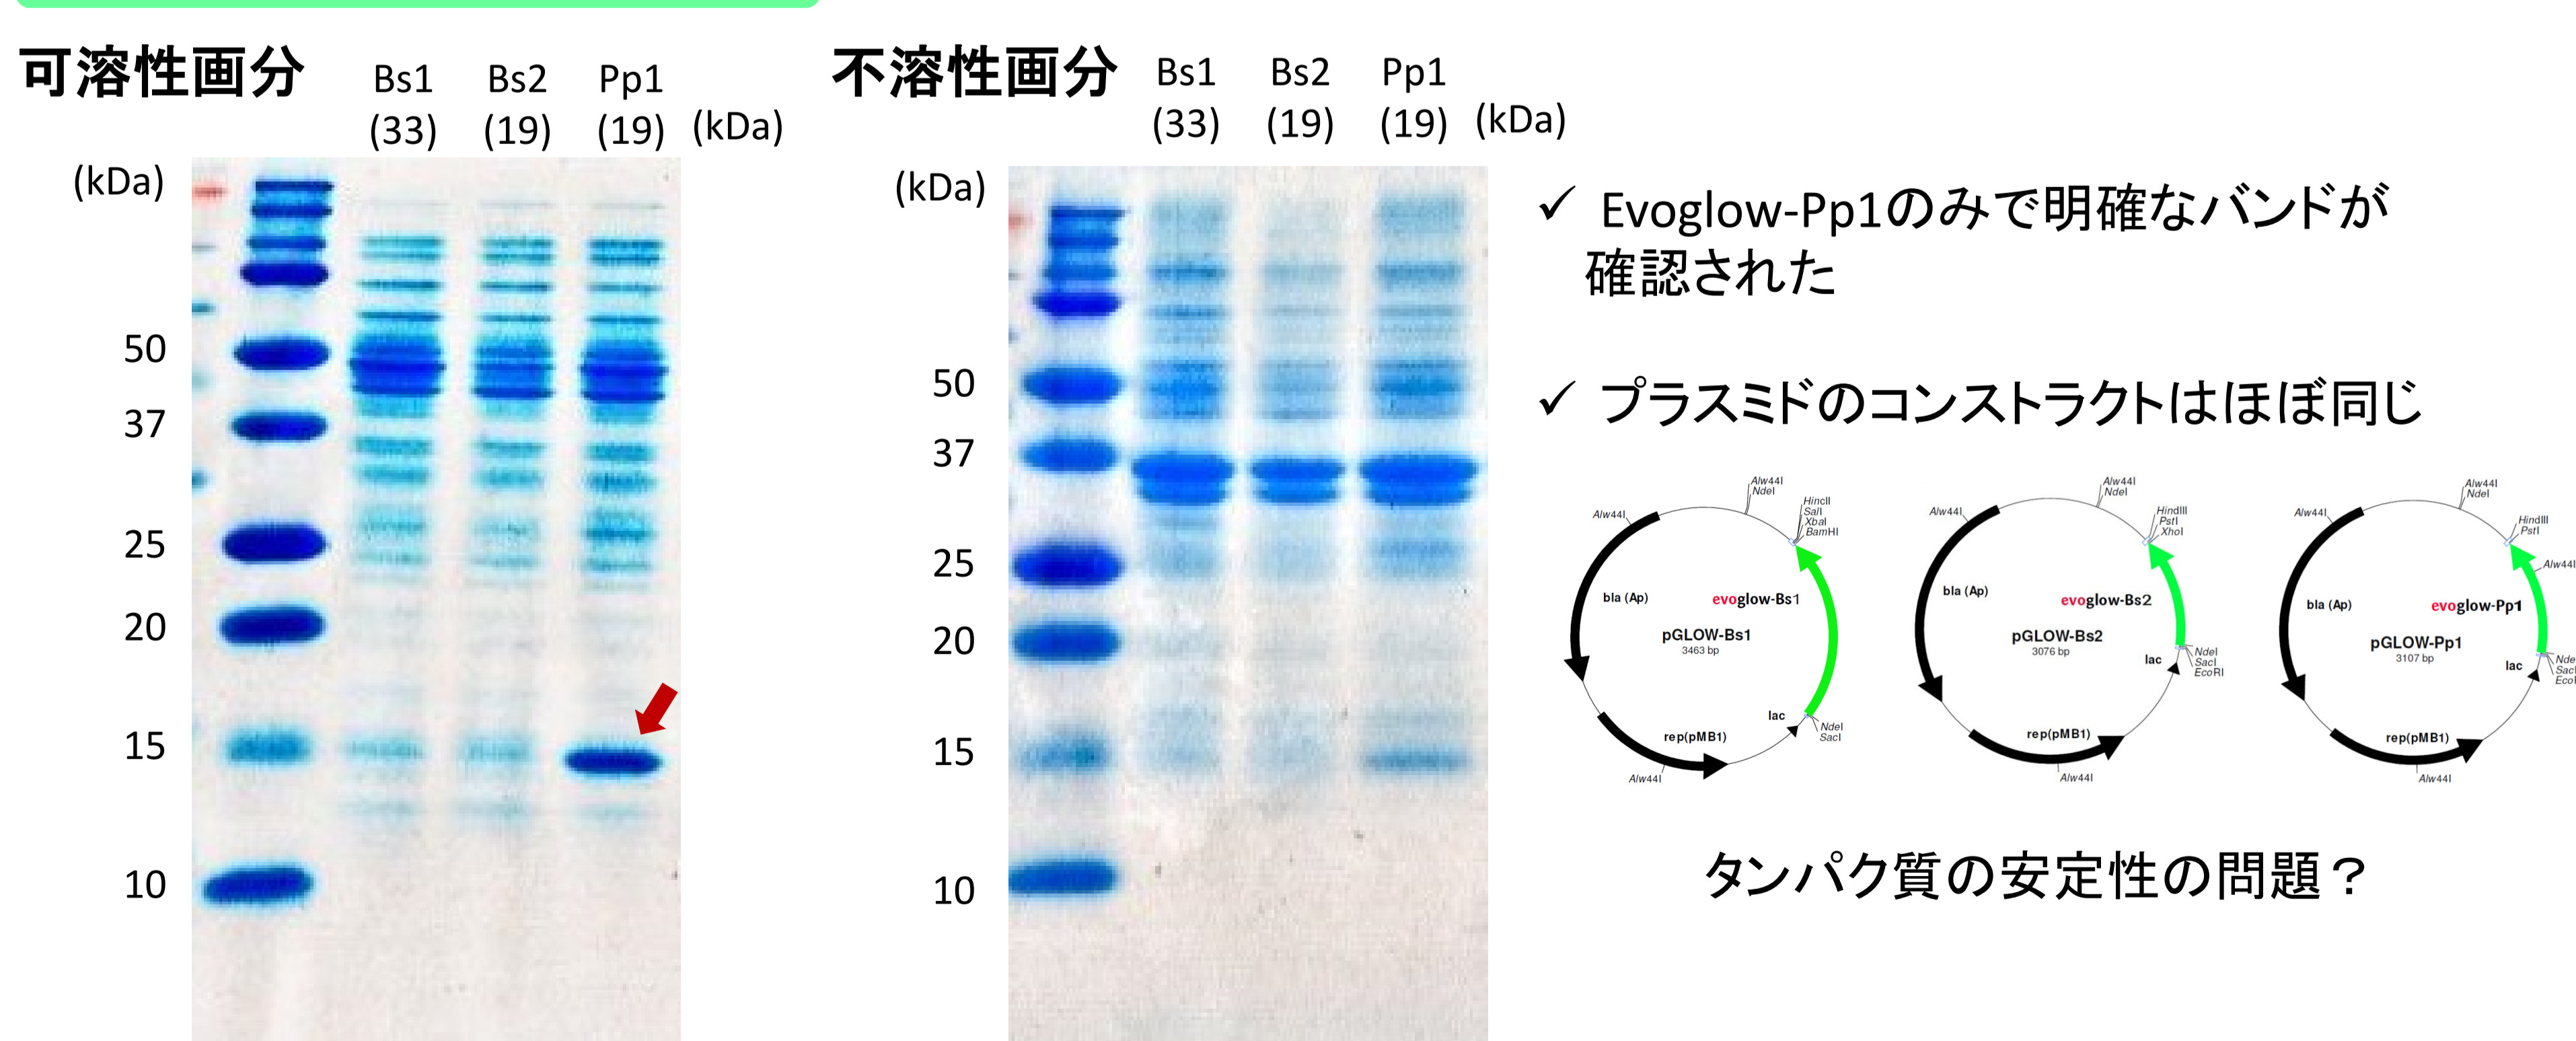 可溶性画分
Bs1 Bs2 Pp1
(33) (19) (19) (kDa)
(kDa)
50
37
25
20
15
10
不溶性画分
Bs1 Bs2 Pp1
(33) (19) (19) (kDa)
(kDa)
50
37
25
20
15
10
✓ Evoglow-Pp1のみで明確なバンドが
確認された
✓ プラスミドのコンストラクトはほぼ同じ
Alw44I
NdeI
HincII
SalI
XbaI
BamHI
Alw44I
bla (Ap)
evoglow-Bs1
pGLOW-Bs1
3463 bp
lac
NdeI
SacI
rep(pMB1)
Alw44I
Alw44I
NdeI
HindIII
PstI
XhoI
Alw44I
bla (Ap)
evoglow-Bs2
pGLOW-Bs2
3076 bp
lac
NdeI
SacI
EcoRI
rep(pMB1)
Alw44I
Alw44I
NdeI
HindIII
PstI
Alw44I
Alw44I
bla (Ap)
evoglow-Pp1
pGLOW-Pp1
3107 bp
lac
Nde
Sac
Eco
rep(pMB1)
Alw44I
タンパク質の安定性の問題？